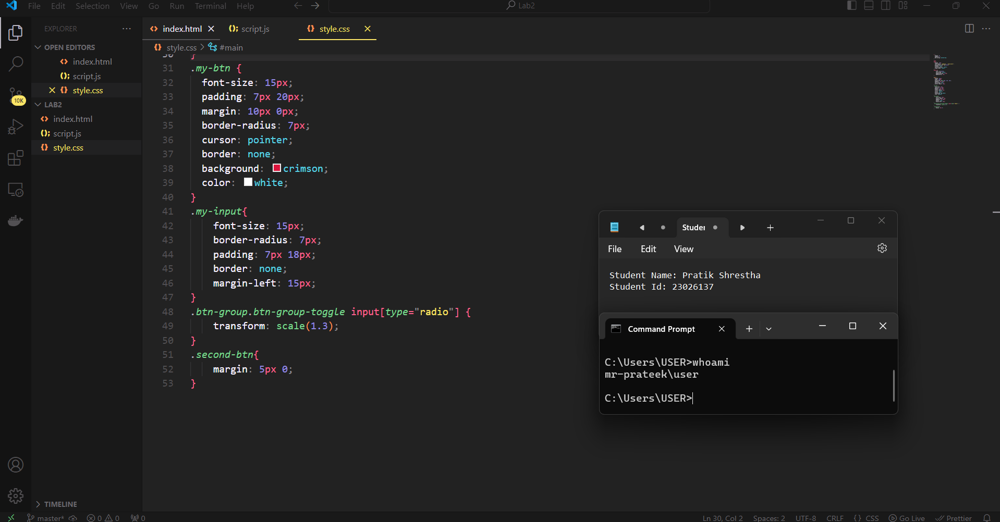 File Edit Selection View Go Run Terminal Help
Lab2
EXPLORER
OPEN EDITORS
index.html
script.js
style.css
10K
LAB2
index.html
script.js
style.css
TIMELINE
index.html
script.js
style.css
style.css > #main
30 }
31 .my-btn {
32 font-size: 15px;
33 padding: 7px 20px;
34 margin: 10px 0px;
35 border-radius: 7px;
36 cursor: pointer;
37 border: none;
38 background: crimson;
39 color: white;
40 }
41 .my-input{
42 font-size: 15px;
43 border-radius: 7px;
44 padding: 7px 18px;
45 border: none;
46 margin-left: 15px;
47 }
48 .btn-group.btn-group-toggle input[type="radio"] {
49 transform: scale(1.3);
50 }
51 .second-btn{
52 margin: 5px 0;
53 }
Studer
File Edit View
Student Name: Pratik Shrestha
Student Id: 23026137
Command Prompt
C:\Users\USER>whoami
mr-prateek\user
C:\Users\USER>
master* 0 0 0
Ln 30, Col 2 Spaces: 2 UTF-8 CRLF {} CSS Go Live Prettier